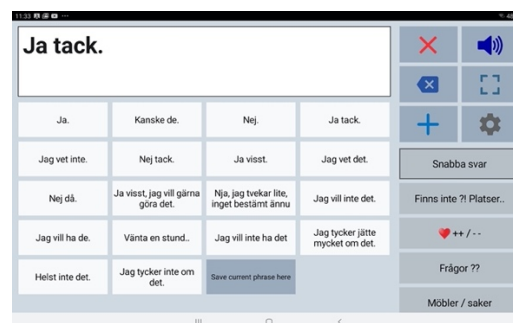 11:33
48
Ja tack.
Ja.
Kanske de.
Nej.
Ja tack.
Jag vet inte.
Nej tack.
Ja visst.
Jag vet det.
Nej då.
Ja visst, jag vill gärna
göra det.
Nja, jag tvekar lite,
inget bestämt ännu
Jag vill inte det.
Jag vill ha de.
Vänta en stund..
Jag vill inte ha det
Jag tycker jätte
mycket om det.
Helst inte det.
Jag tycker inte om
det.
Save current phrase here
Snabba svar
Finns inte ?! Platser..
❤️ ++ / - -
Frågor ??
Möbler / saker